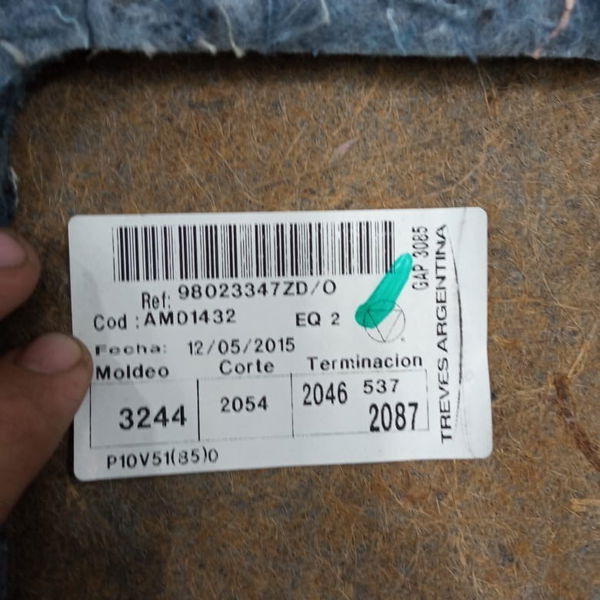 Ref: 98023347ZD/0
Cod : AM01432 EQ 2
Fecha: 12/05/2015
Moldeo Corte Terminacion
3244 2054 2046 537 2087
P10V51(85)0
GAP 3085
TREVES ARGENTINA